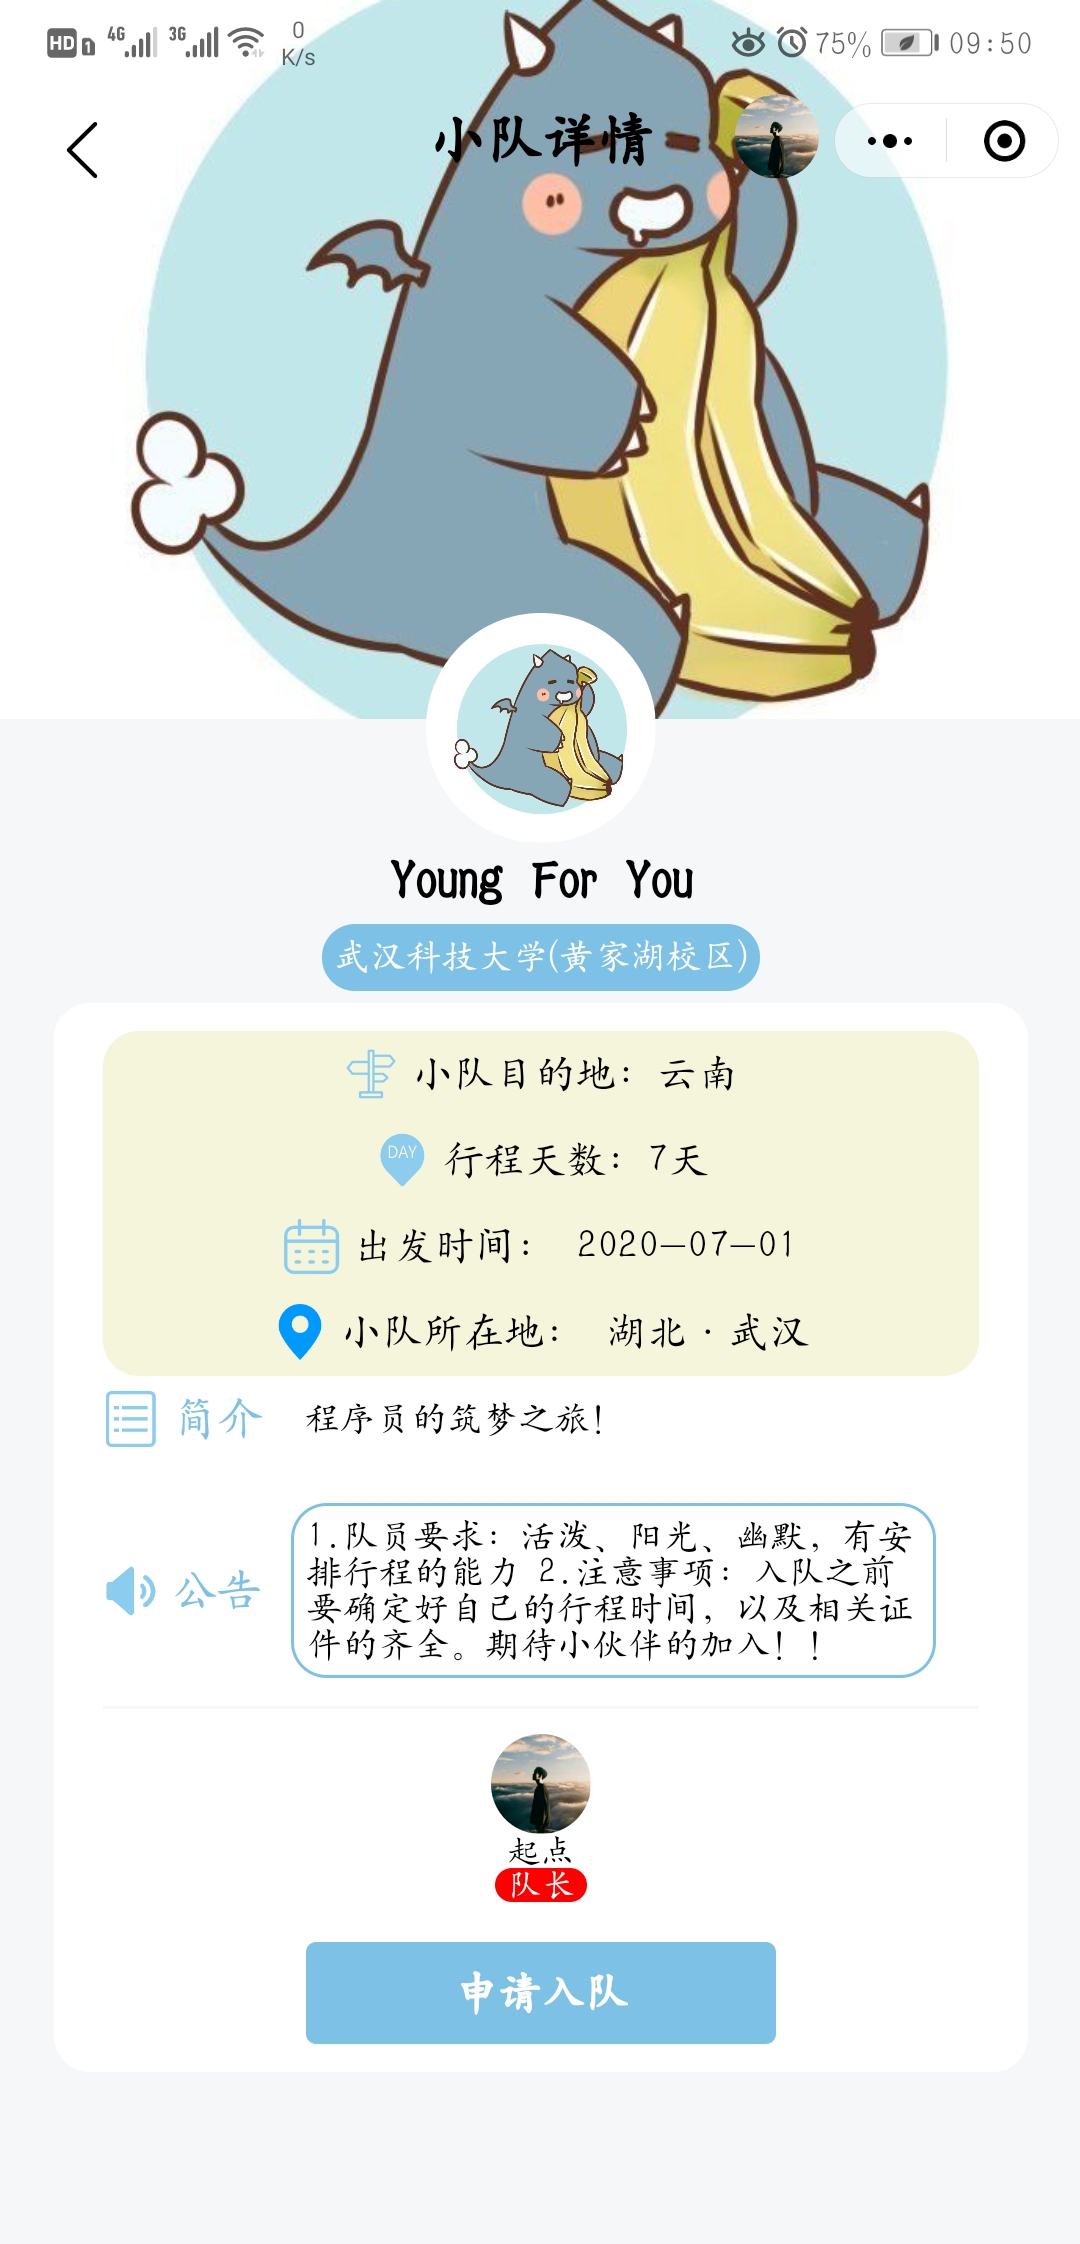 HD 1 4G 3G 0 K/s 75% 09:50
小队详情
Young For You
武汉科技大学(黄家湖校区)
小队目的地：云南
DAY 行程天数：7天
出发时间： 2020-07-01
小队所在地： 湖北·武汉
简介 程序员的筑梦之旅!
公告
1.队员要求：活泼、阳光、幽默，有安
排行程的能力 2.注意事项：入队之前
要确定好自己的行程时间，以及相关证
件的齐全。期待小伙伴的加入！！
起点
队长
申请入队